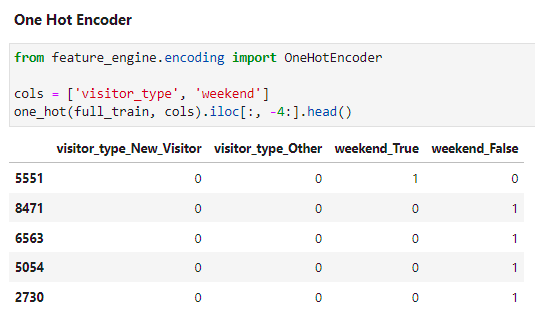 One Hot Encoder
from feature_engine.encoding import OneHotEncoder
cols = ['visitor_type', 'weekend']
one_hot(full_train, cols).iloc[:, -4:].head()
visitor_type_New_Visitor visitor_type_Other weekend_True weekend_False
5551 0 0 1 0
8471 0 0 0 1
6563 0 0 0 1
5054 0 0 0 1
2730 0 0 0 1